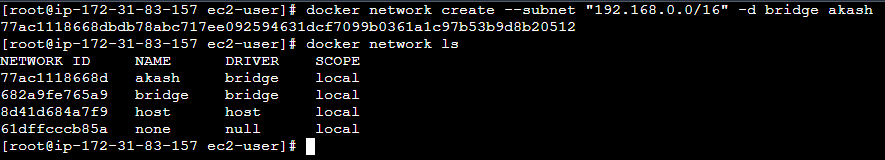 [root@ip-172-31-83-157 ec2-user]# docker network create --subnet "192.168.0.0/16" -d bridge akash
77ac1118668dbdb78abc717ee092594631dcf7099b0361a1c97b53b9d8b20512
[root@ip-172-31-83-157 ec2-user]# docker network ls
NETWORK ID     NAME      DRIVER    SCOPE
77ac1118668d   akash     bridge    local
682a9fe765a9   bridge    bridge    local
8d41d684a7f9   host      host      local
61dffcccb85a   none      null      local
[root@ip-172-31-83-157 ec2-user]#